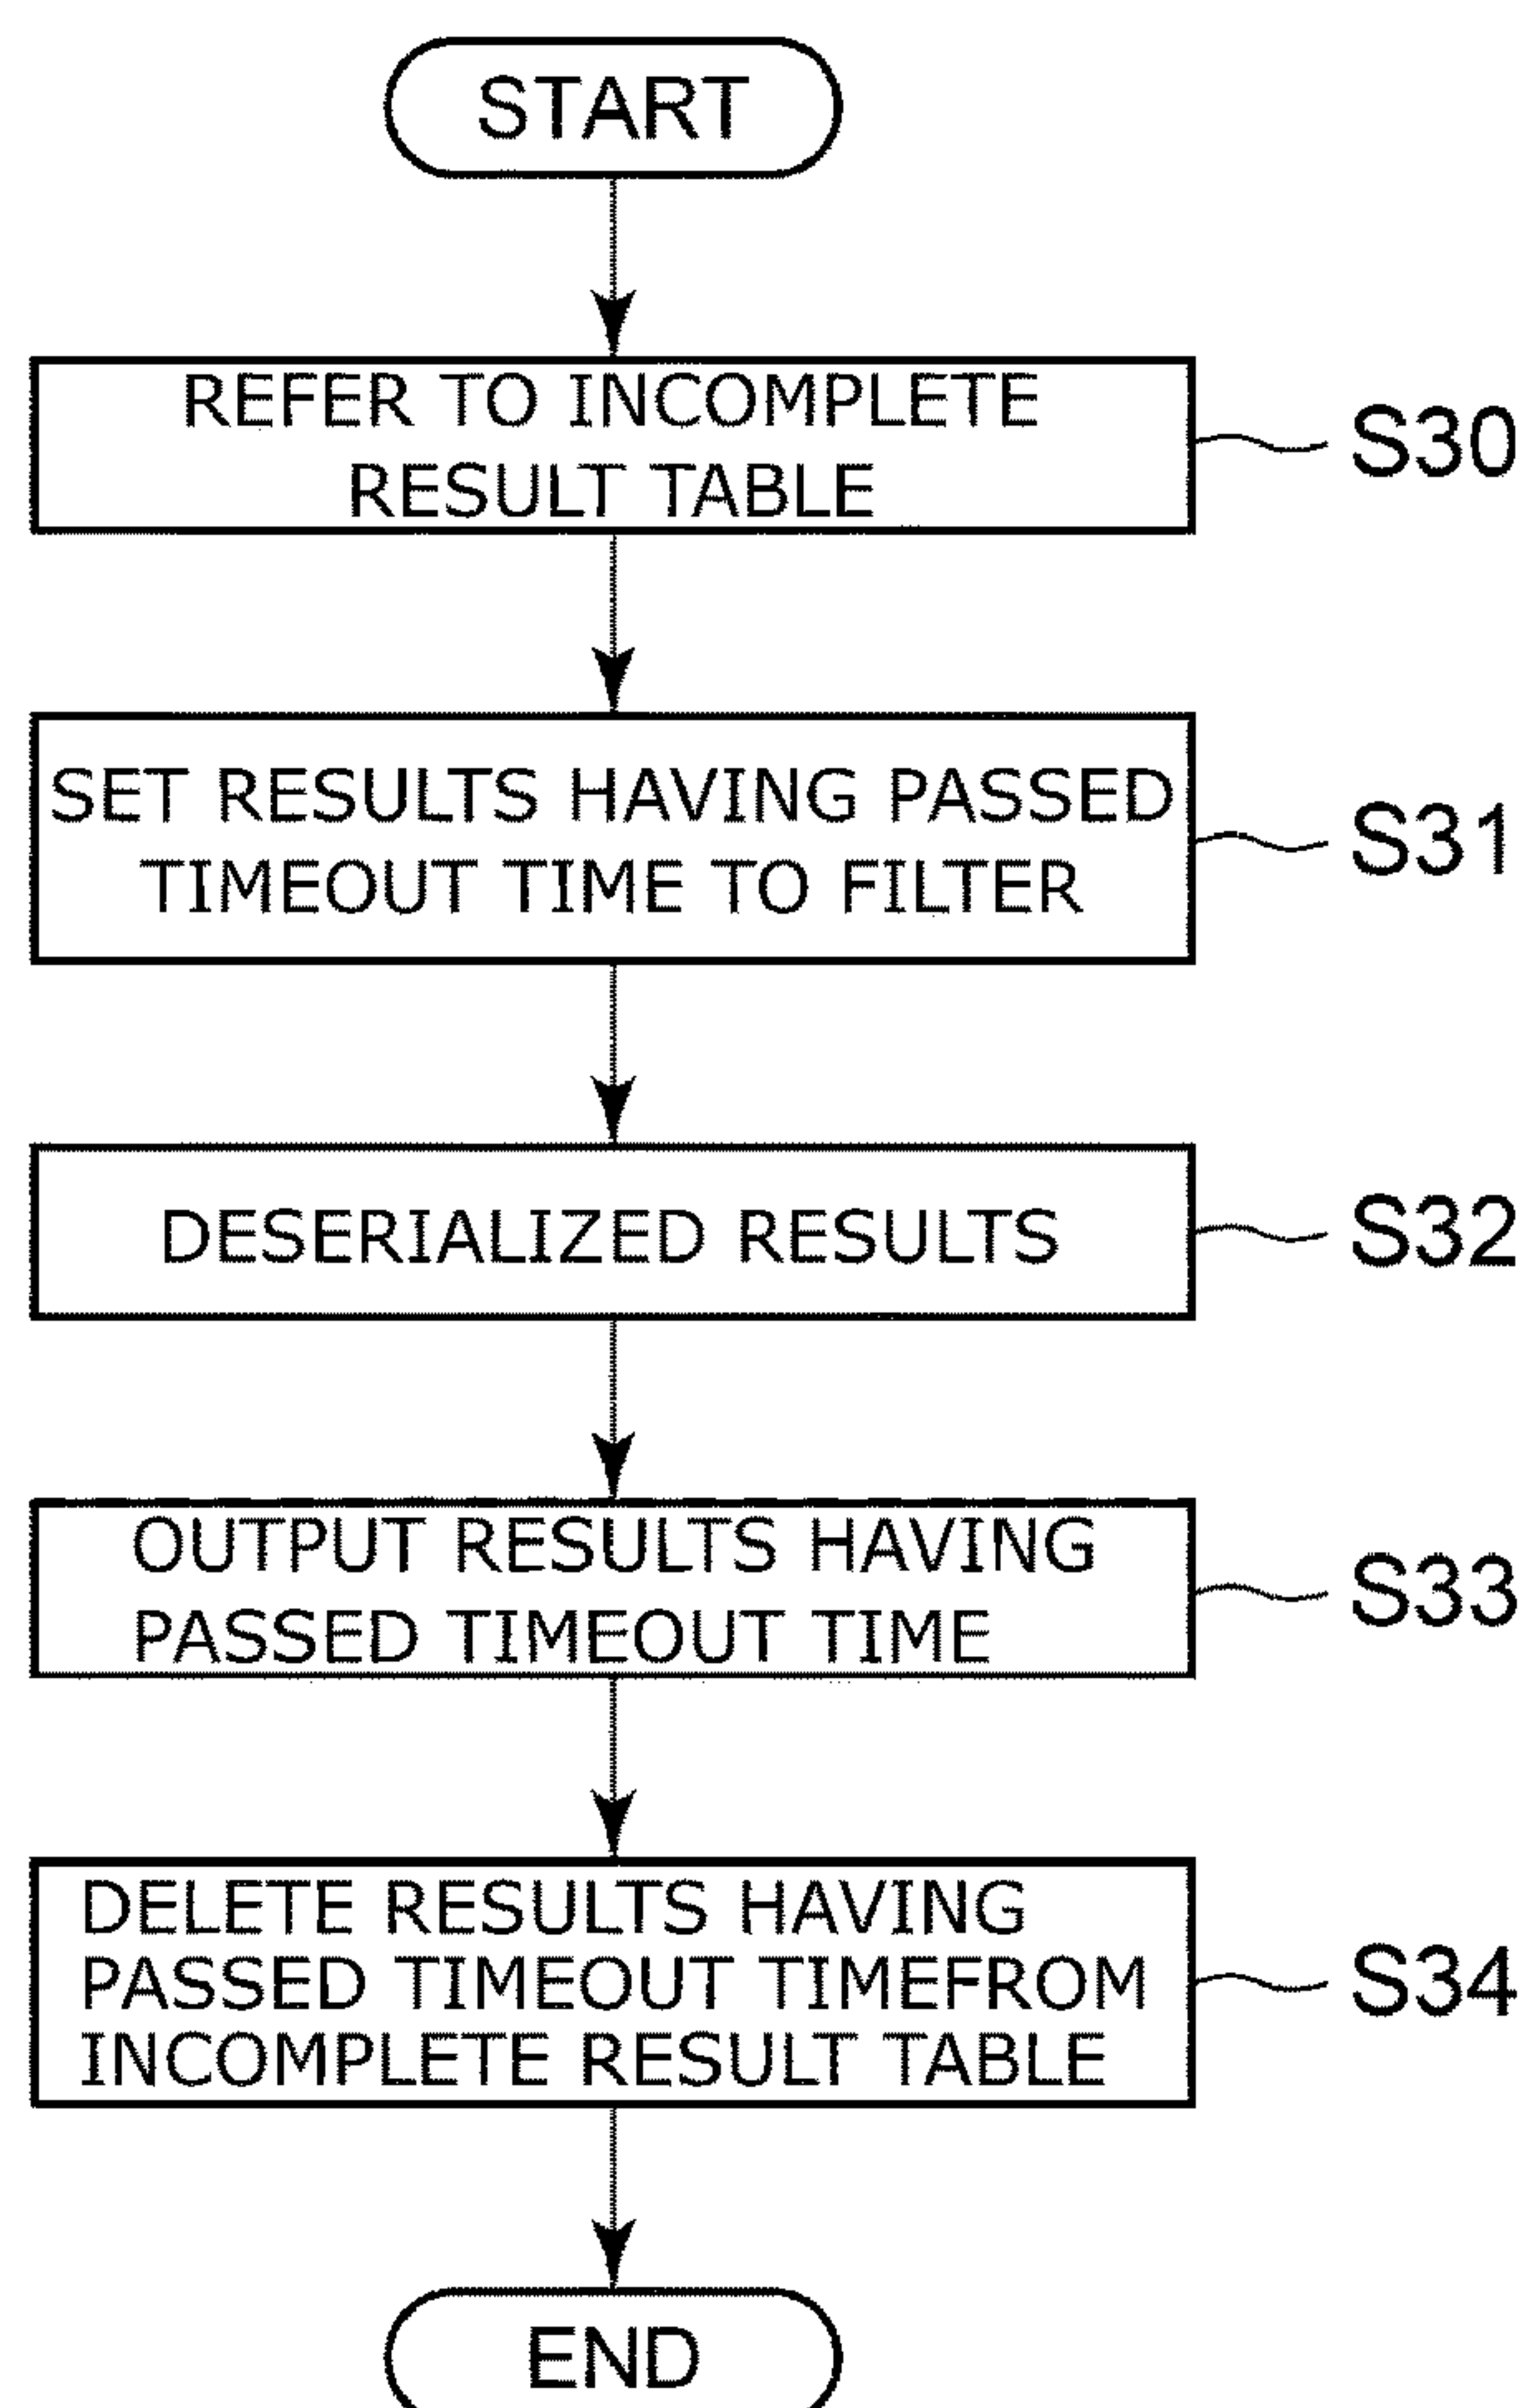 START
REFER TO INCOMPLETE
RESULT TABLE
S30
SET RESULTS HAVING PASSED
TIMEOUT TIME TO FILTER
S31
DESERIALIZED RESULTS
S32
OUTPUT RESULTS HAVING
PASSED TIMEOUT TIME
S33
DELETE RESULTS HAVING
PASSED TIMEOUT TIMEFROM
INCOMPLETE RESULT TABLE
S34
END